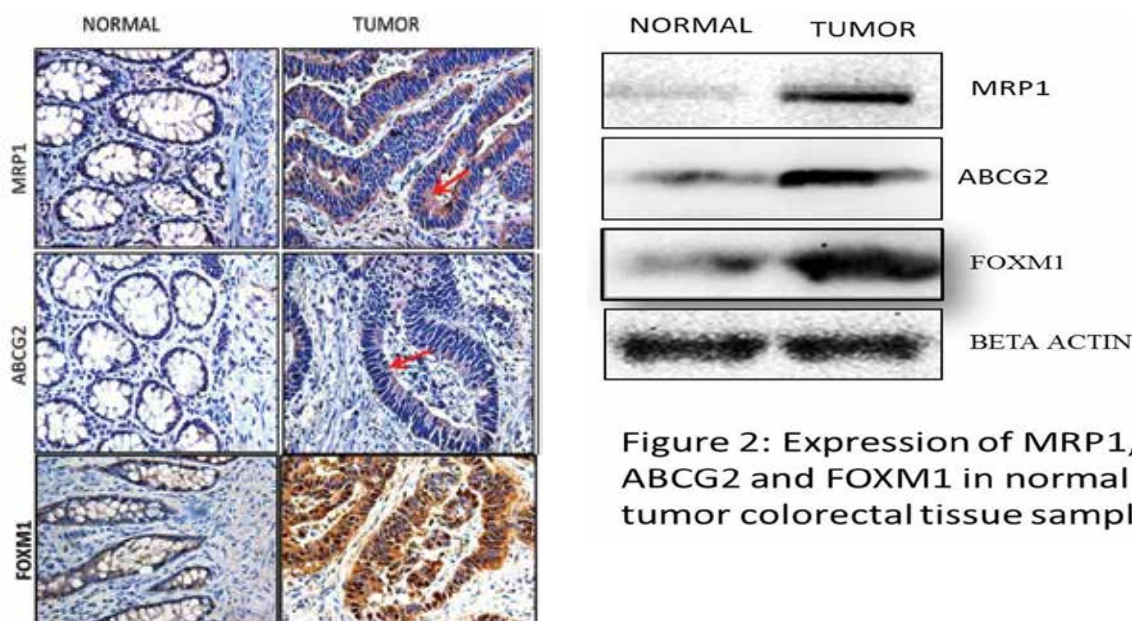 NORMAL
TUMOR
MRP1
ABCG2
FOXM1
NORMAL
TUMOR
MRP1
ABCG2
FOXM1
BETA ACTIN
Figure 2: Expression of MRP1,
ABCG2 and FOXM1 in normal
tumor colorectal tissue sampl